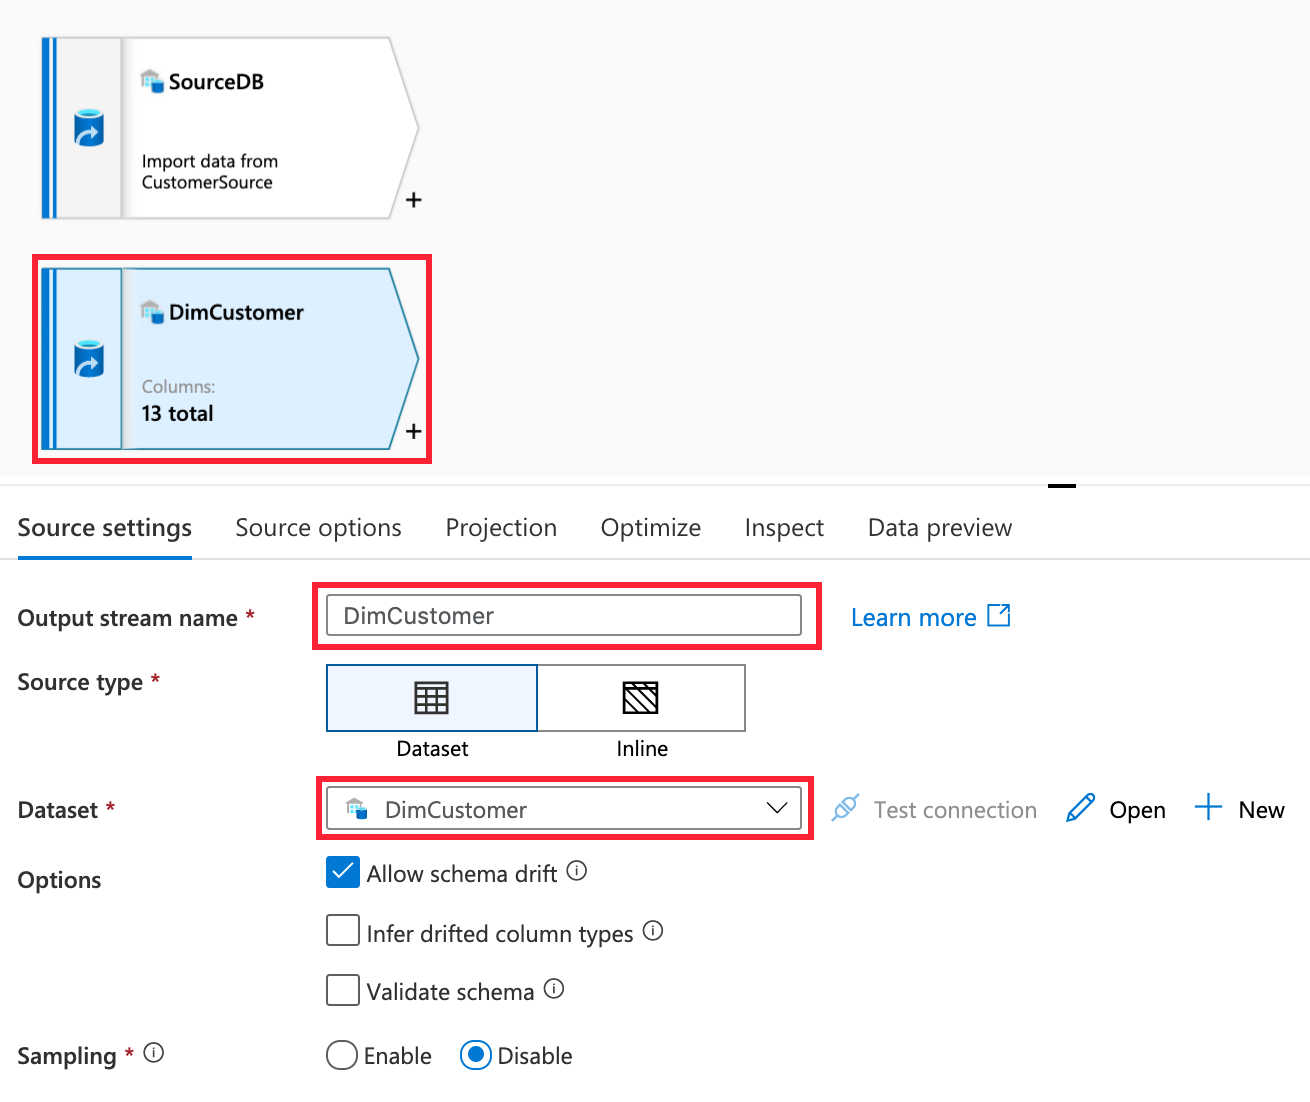 SourceDB
Import data from
CustomerSource
+
DimCustomer
Columns:
13 total
+
Source settings Source options Projection Optimize Inspect Data preview
Output stream name * DimCustomer Learn more
Source type *
Dataset Inline
Dataset * DimCustomer Test connection Open New
Options Allow schema drift
Infer drifted column types
Validate schema
Sampling * Enable Disable